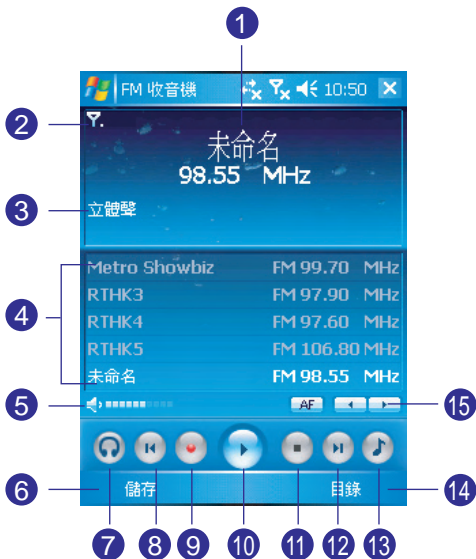 1
FM 收音機 10:50
2
未命名
98.55 MHz
3 立體聲
4
Metro Showbiz FM 99.70 MHz
RTHK3 FM 97.90 MHz
RTHK4 FM 97.60 MHz
RTHK5 FM 106.80 MHz
未命名 FM 98.55 MHz
5 AF 15
6 儲存 目錄 14
7 8 9 10 11 12 13